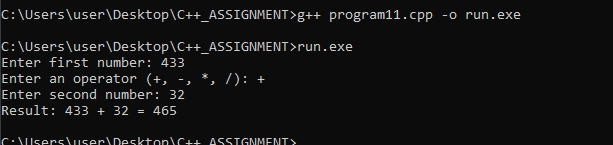 C:\Users\user\Desktop\C++_ASSIGNMENT>g++ program11.cpp -o run.exe
C:\Users\user\Desktop\C++_ASSIGNMENT>run.exe
Enter first number: 433
Enter an operator (+, -, *, /): +
Enter second number: 32
Result: 433 + 32 = 465
C:\Users\user\Desktop\C++_ASSIGNMENT>